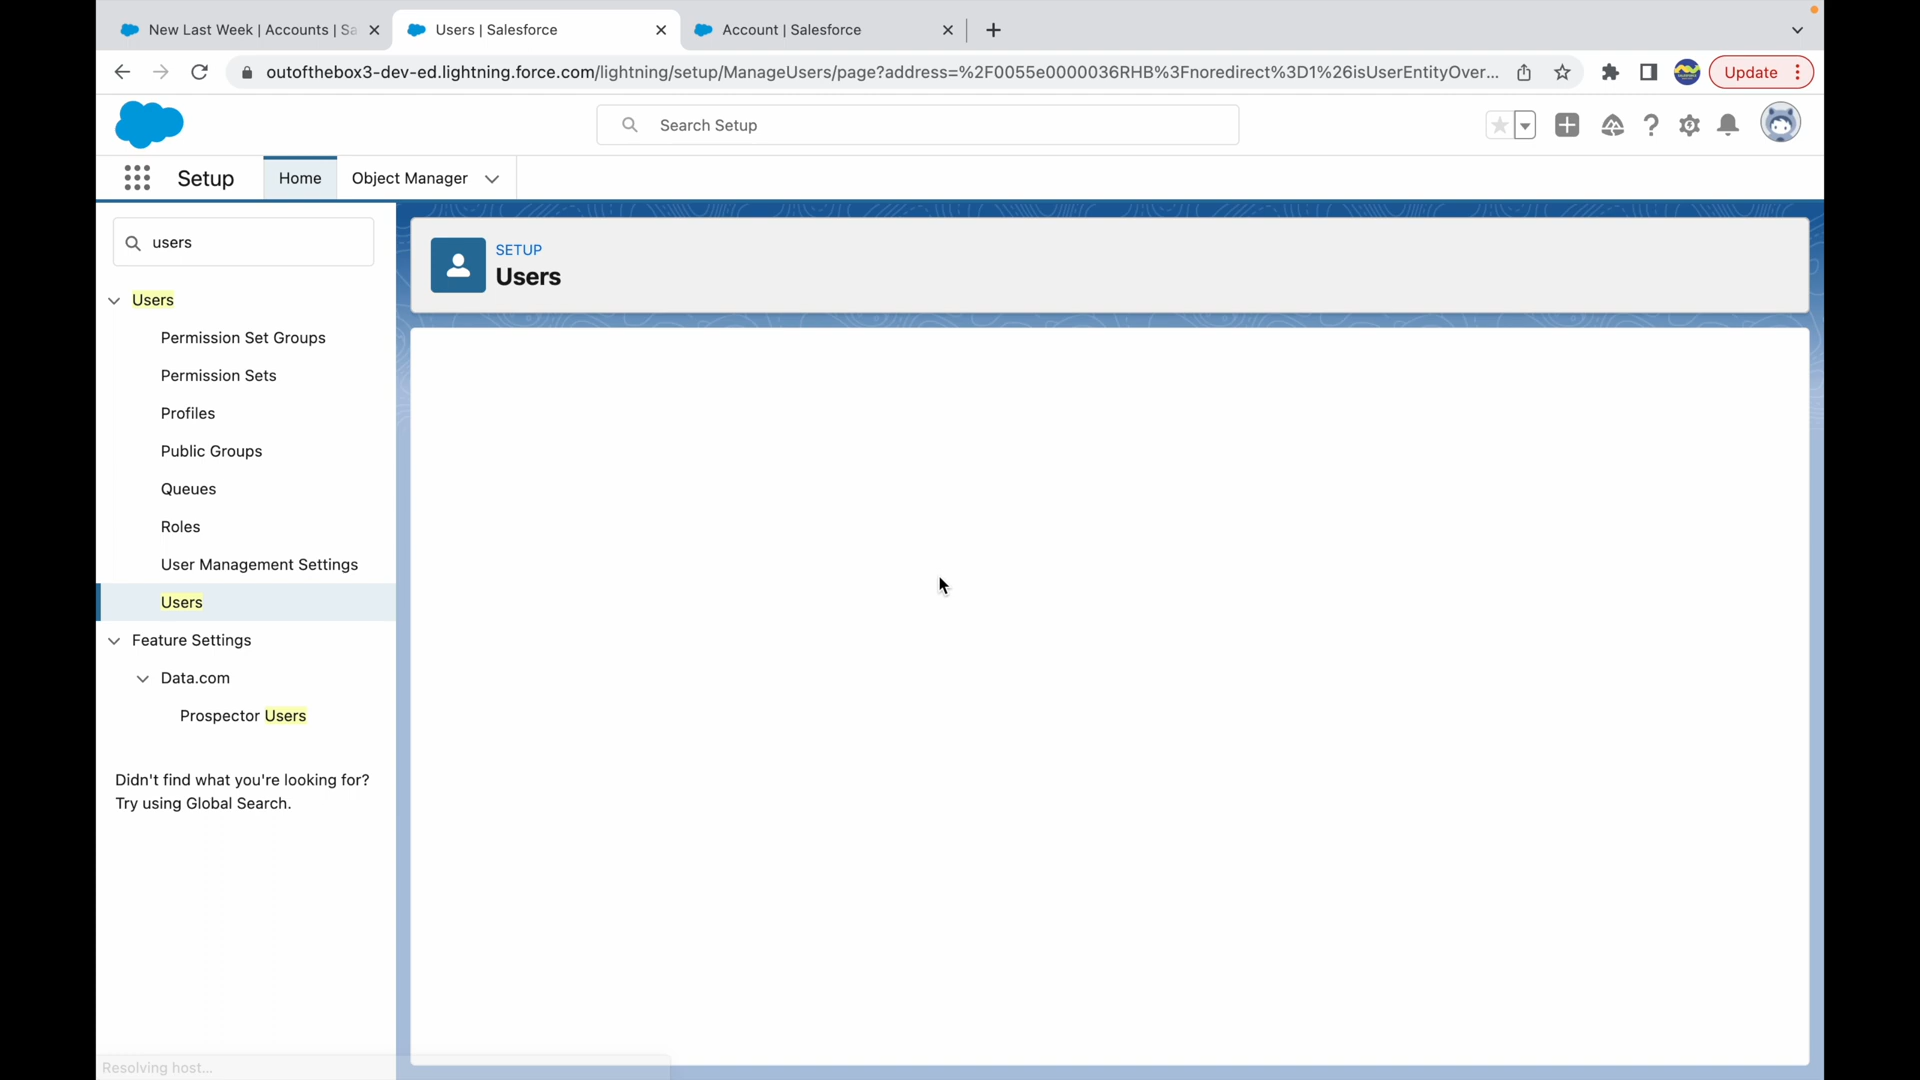 New Last Week | Accounts | Sa
Users | Salesforce
Account | Salesforce
outofthebox3-dev-ed.lightning.force.com/lightning/setup/ManageUsers/page?address=%2F0055e0000036RHB%3Fnoredirect%3D1%26isUserEntityOver...
Update
Search Setup
Setup
Home
Object Manager
users
SETUP
Users
Users
Permission Set Groups
Permission Sets
Profiles
Public Groups
Queues
Roles
User Management Settings
Users
Feature Settings
Data.com
Prospector Users
Didn't find what you're looking for?
Try using Global Search.
Resolving host...